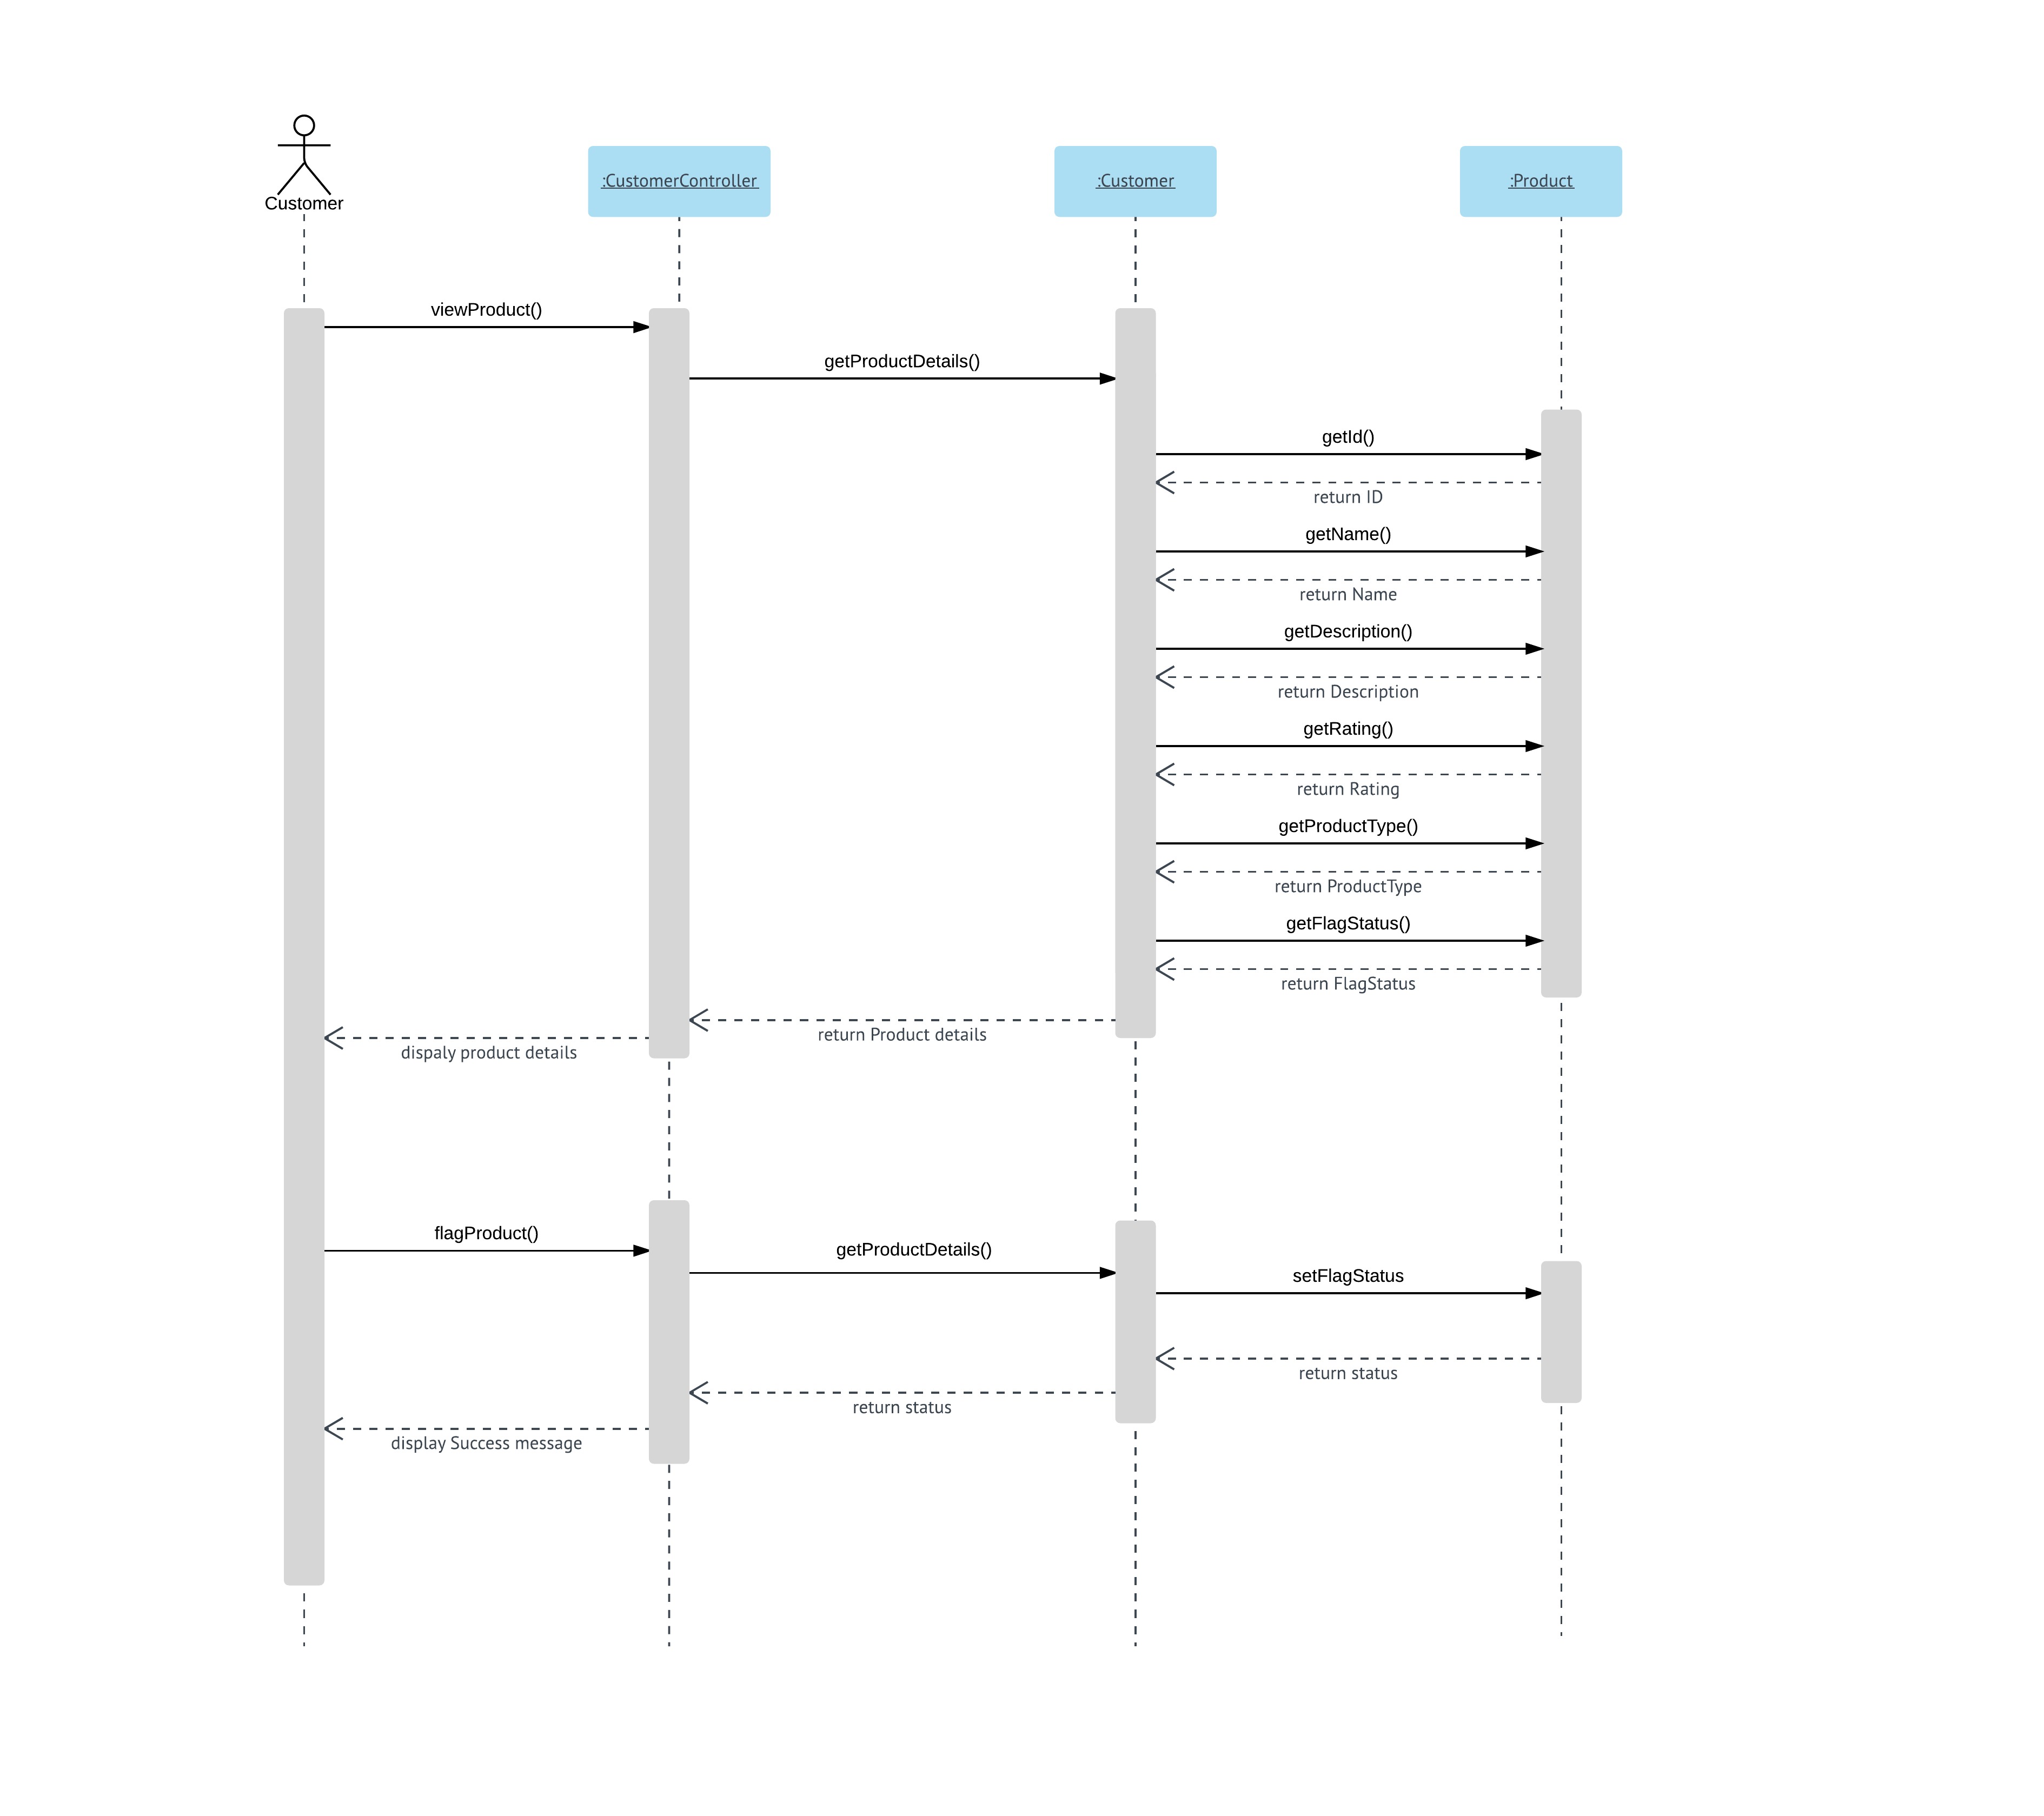 Customer
:CustomerController
:Customer
:Product
viewProduct()
getProductDetails()
getId()
return ID
getName()
return Name
getDescription()
return Description
getRating()
return Rating
getProductType()
return ProductType
getFlagStatus()
return FlagStatus
return Product details
dispaly product details
flagProduct()
getProductDetails()
setFlagStatus
return status
return status
display Success message